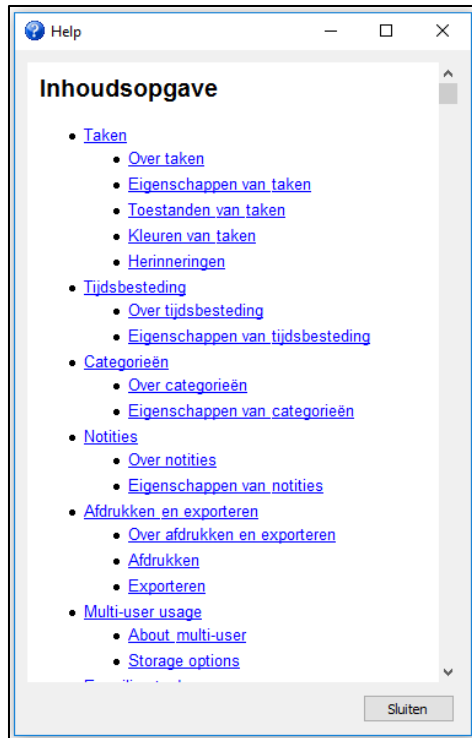 Help
Inhoudsopgave
Taken
Over taken
Eigenschappen van taken
Toestanden van taken
Kleuren van taken
Herinneringen
Tijdsbesteding
Over tijdsbesteding
Eigenschappen van tijdsbesteding
Categorieën
Over categorieën
Eigenschappen van categorieën
Notities
Over notities
Eigenschappen van notities
Afdrukken en exporteren
Over afdrukken en exporteren
Afdrukken
Exporteren
Multi-user usage
About multi-user
Storage options
Sluiten